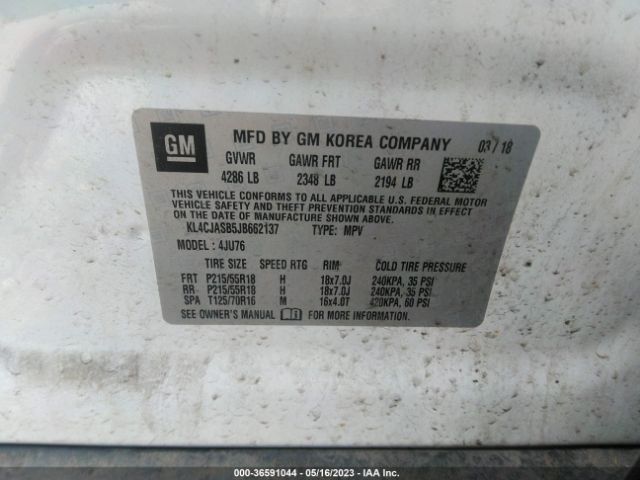 GM
MFD BY GM KOREA COMPANY 03/18
GVWR GAWR FRT GAWR RR
4286 LB 2348 LB 2194 LB
THIS VEHICLE CONFORMS TO ALL APPLICABLE U.S. FEDERAL MOTOR
VEHICLE SAFETY AND THEFT PREVENTION STANDARDS IN EFFECT
ON THE DATE OF MANUFACTURE SHOWN ABOVE.
KL4CJASB5JB662137 TYPE: MPV
MODEL: 4JU76
TIRE SIZE SPEED RTG RIM COLD TIRE PRESSURE
FRT P215/55R18 H 18x7.0J 240KPA, 35 PSI
RR P215/55R18 H 18x7.0J 240KPA, 35 PSI
SPA T125/70R16 M 16x4.0T 420KPA, 60 PSI
SEE OWNER'S MANUAL FOR MORE INFORMATION.
000-36591044 - 05/16/2023 - IAA Inc.